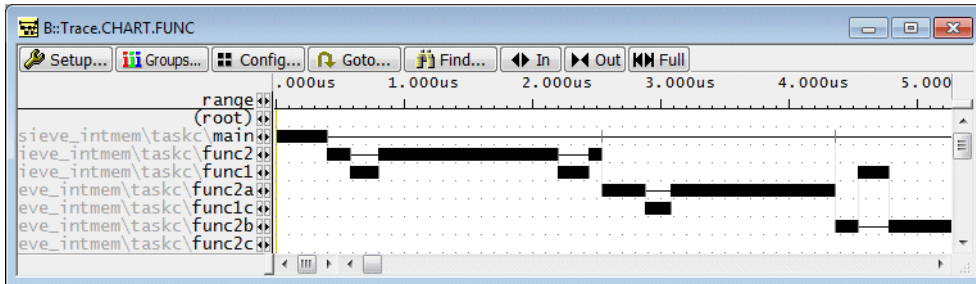 B::Trace.CHART.FUNC
Setup... Groups... Config... Goto... Find... In Out Full
.000us 1.000us 2.000us 3.000us 4.000us 5.000
range
(root)
sieve_intmem\taskc\main
ieve_intmem\taskc\func2
ieve_intmem\taskc\func1
eve_intmem\taskc\func2a
eve_intmem\taskc\func1c
eve_intmem\taskc\func2b
eve_intmem\taskc\func2c